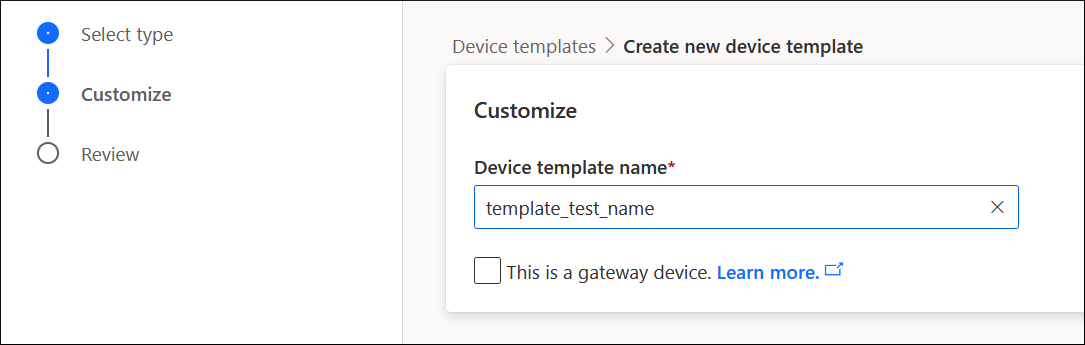 Select type
Customize
Review
Device templates > Create new device template
Customize
Device template name*
template_test_name
This is a gateway device. Learn more.